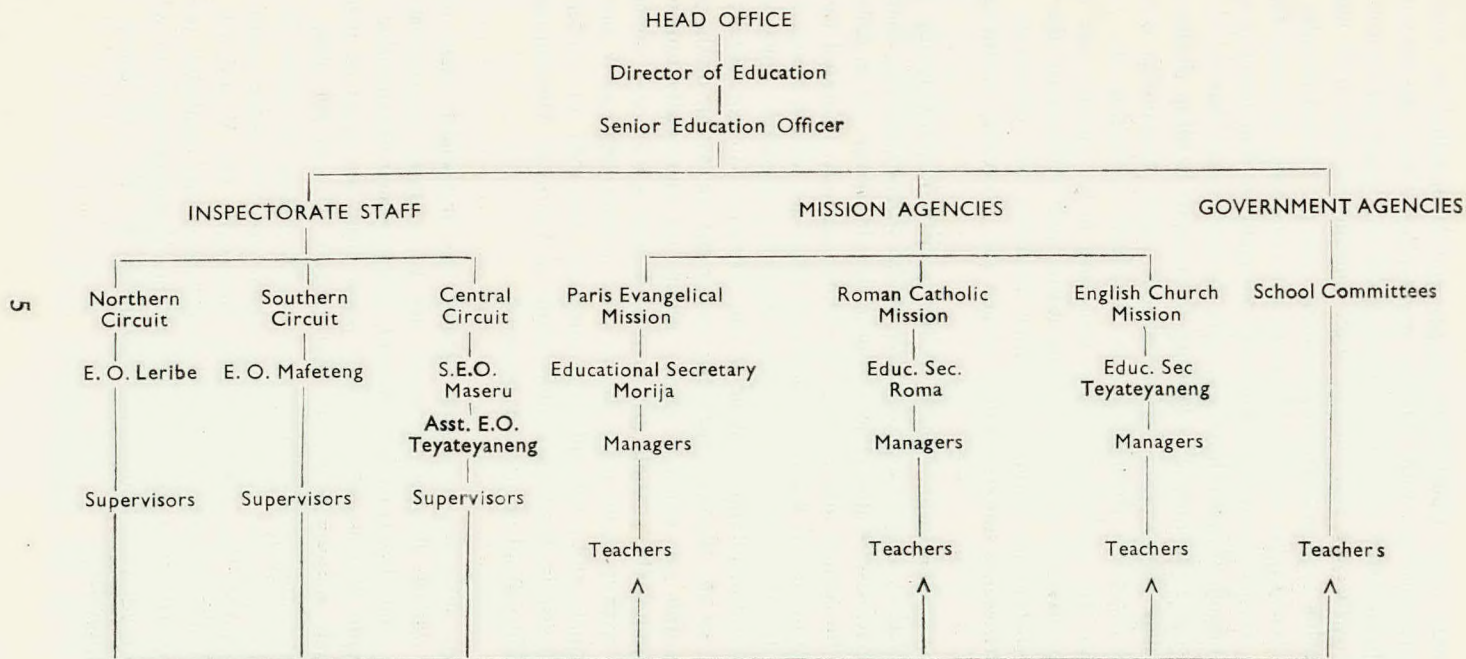 HEAD OFFICE
Director of Education
Senior Education Officer
INSPECTORATE STAFF
MISSION AGENCIES
GOVERNMENT AGENCIES
Northern
Circuit
Southern
Circuit
Central
Circuit
Paris Evangelical
Mission
Roman Catholic
Mission
English Church
Mission
School Committees
E. O. Leribe
E. O. Mafeteng
S.E.O.
Maseru
Asst. E.O.
Teyateyaneng
Educational Secretary
Morija
Educ. Sec.
Roma
Educ. Sec
Teyateyaneng
Managers
Managers
Managers
Supervisors
Supervisors
Supervisors
Teachers
Teachers
Teachers
Teachers
5